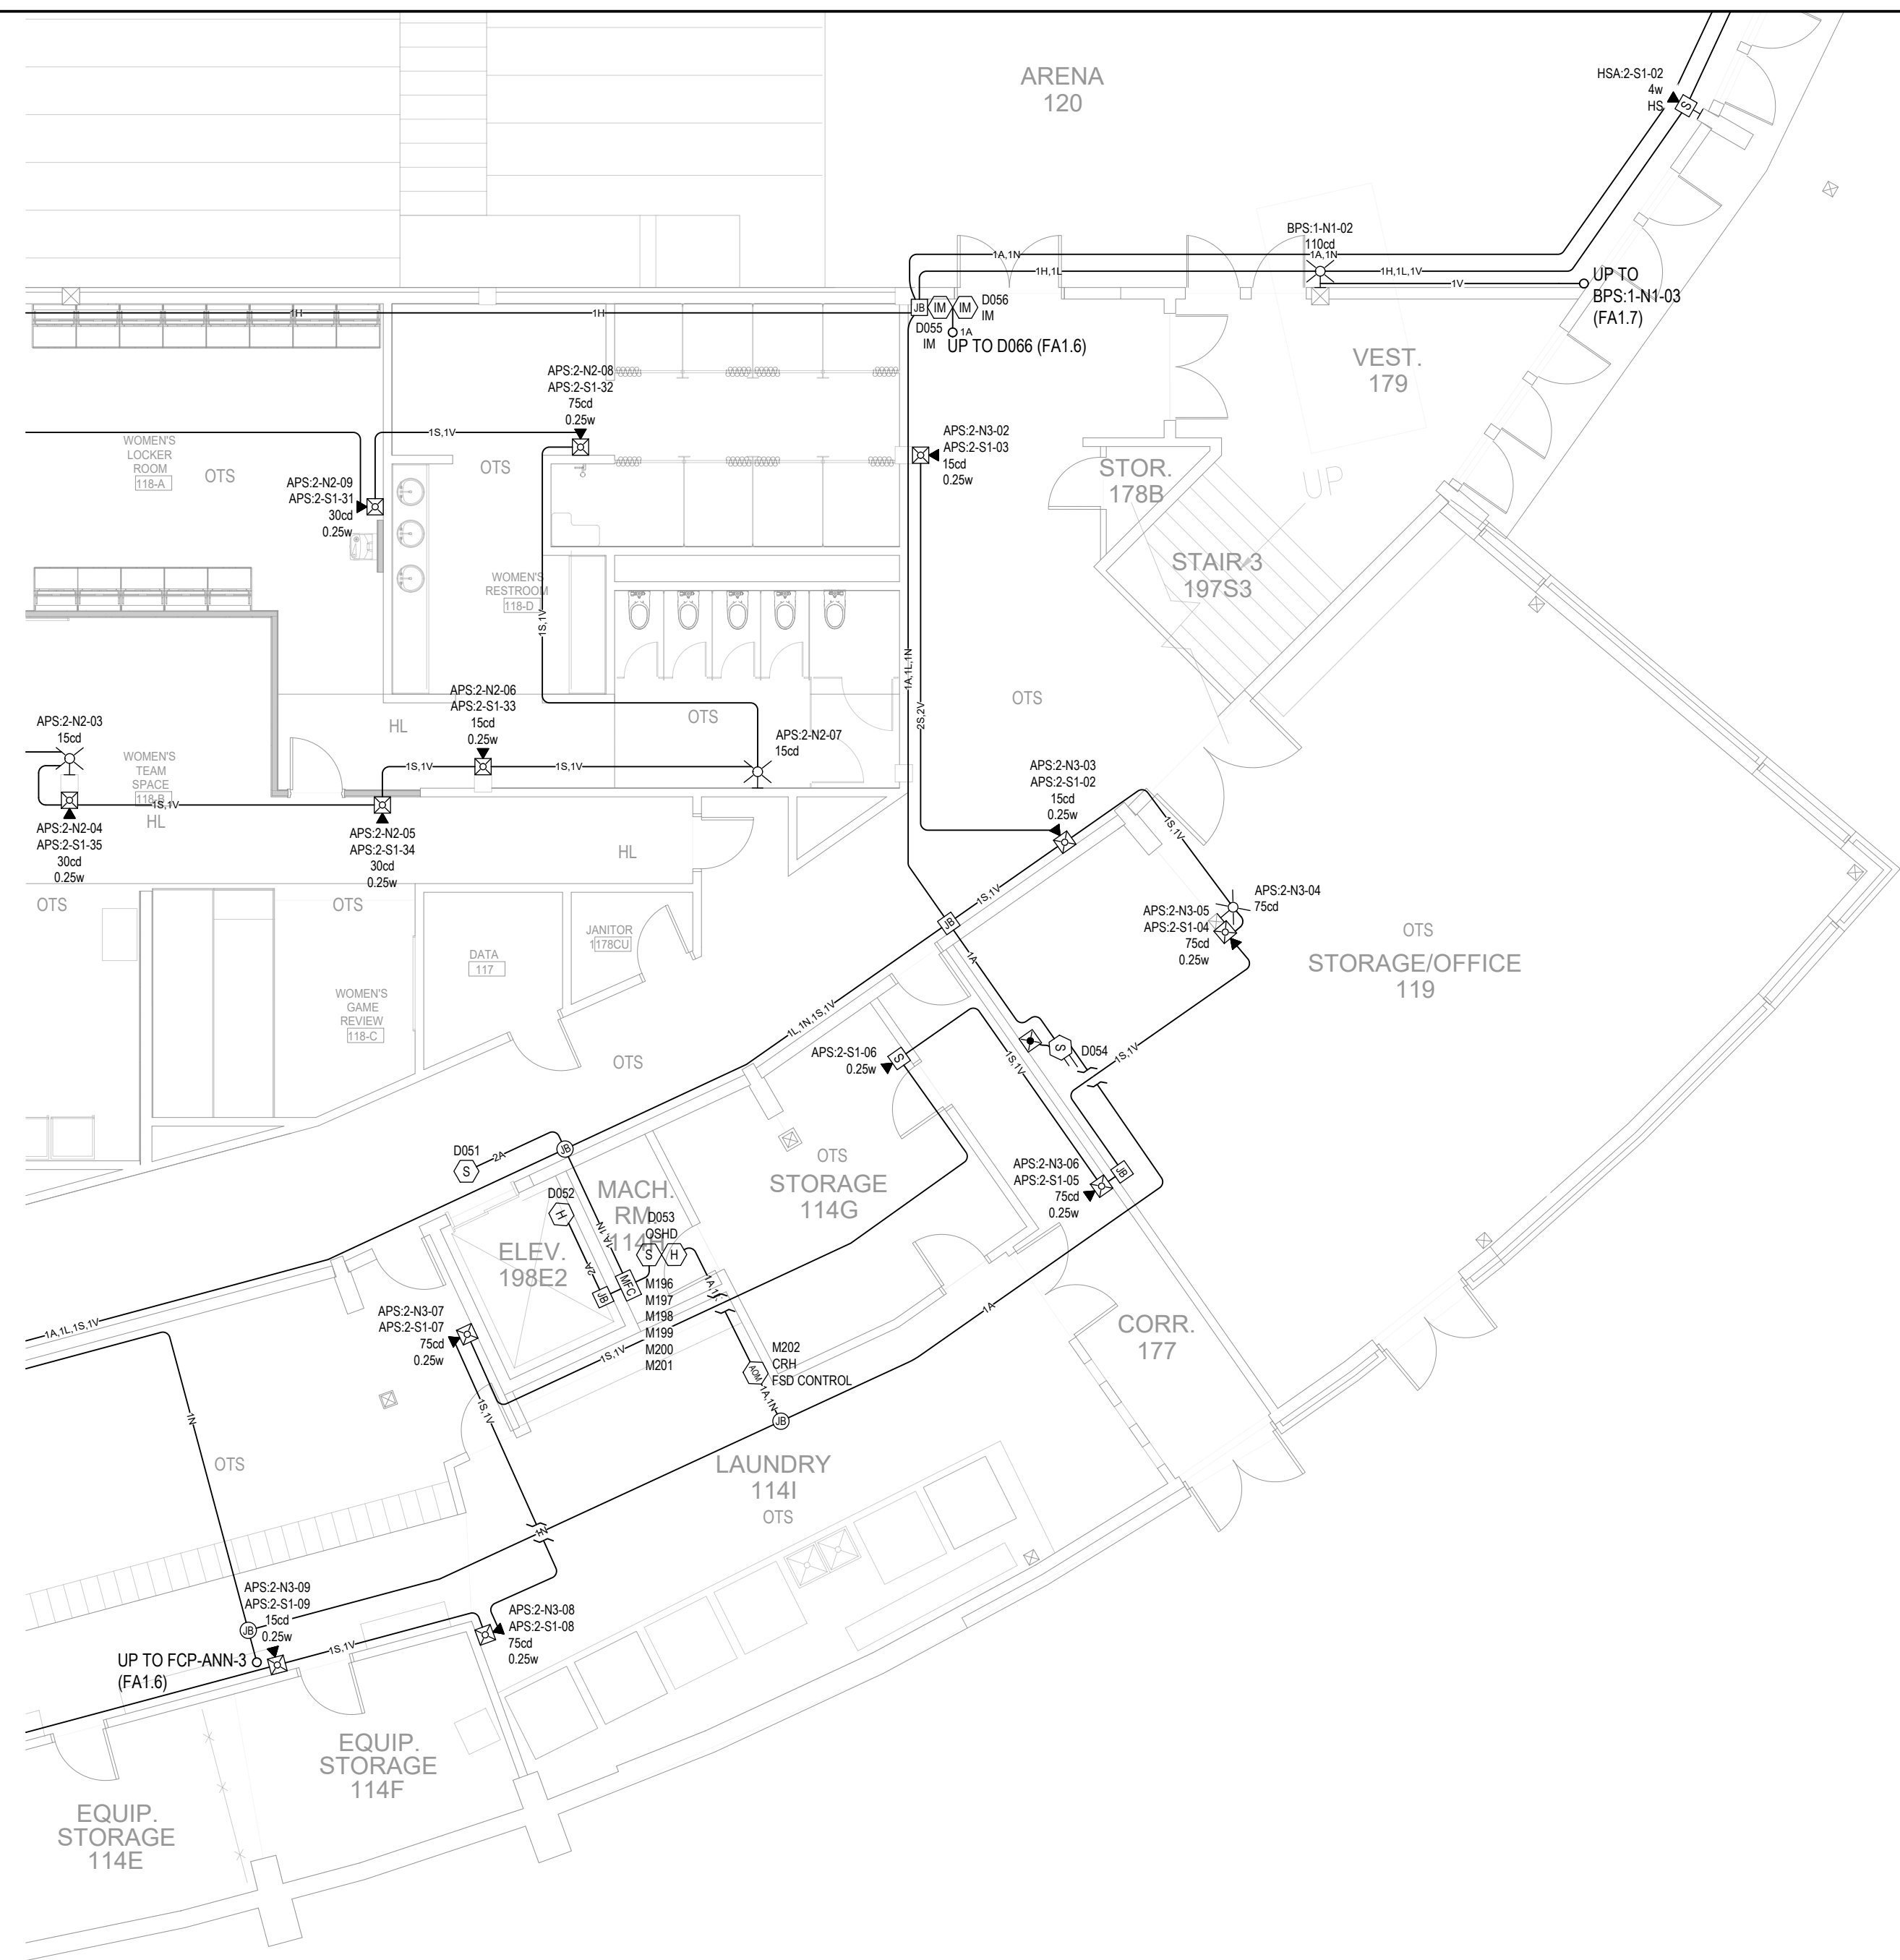 ARENA
120
HSA:2-S1-02
4w
HS
S
BPS:1-N1-02
110cd
1A,1N
1A,1N
1H,1L
1H,1L,1V
1V
UP TO
BPS:1-N1-03
(FA1.7)
1H
1H
JB
IM
IM
D056
IM
D055
IM
1A
UP TO D066 (FA1.6)
VEST.
179
APS:2-N2-08
APS:2-S1-32
75cd
0.25w
1S,1V
WOMEN'S
LOCKER
ROOM
118-A
OTS
OTS
APS:2-N2-09
APS:2-S1-31
30cd
0.25w
APS:2-N3-02
APS:2-S1-03
15cd
0.25w
STOR.
178B
UP
STAIR 3
197S3
WOMEN'S
RESTROOM
118-D
1S,1V
1A,1L,1N
2S,2V
OTS
APS:2-N2-06
APS:2-S1-33
15cd
0.25w
HL
OTS
APS:2-N2-07
15cd
APS:2-N2-03
15cd
WOMEN'S
TEAM
SPACE
118-B
HL
1S,1V
1S,1V
1S,1V
APS:2-N2-04
APS:2-S1-35
30cd
0.25w
APS:2-N2-05
APS:2-S1-34
30cd
0.25w
HL
APS:2-N3-03
APS:2-S1-02
15cd
0.25w
1S,1V
1S,1V
JB
APS:2-N3-04
75cd
APS:2-N3-05
APS:2-S1-04
75cd
0.25w
OTS
STORAGE/OFFICE
119
OTS
OTS
JANITOR
1178CU
DATA
117
WOMEN'S
GAME
REVIEW
118-C
OTS
1A
1L,1N,1S,1V
APS:2-S1-06
0.25w
S
1S,1V
S
D054
1S,1V
D051
S
2A
JB
D052
H
MACH.
RM.
114H
D053
OSHD
S
H
1A,1N
2A
JB
MFC
ELEV.
198E2
OTS
STORAGE
114G
APS:2-N3-06
APS:2-S1-05
75cd
0.25w
JB
M196
M197
M198
M199
M200
M201
APS:2-N3-07
APS:2-S1-07
75cd
0.25w
1A,1L,1S,1V
1S,1V
1A
CORR.
177
M202
CRH
FSD CONTROL
AOM
1A,1N
JB
1N
1S,1V
OTS
LAUNDRY
114I
OTS
1N
APS:2-N3-09
APS:2-S1-09
15cd
0.25w
JB
APS:2-N3-08
APS:2-S1-08
75cd
0.25w
1S,1V
UP TO FCP-ANN-3
(FA1.6)
EQUIP.
STORAGE
114F
EQUIP.
STORAGE
114E